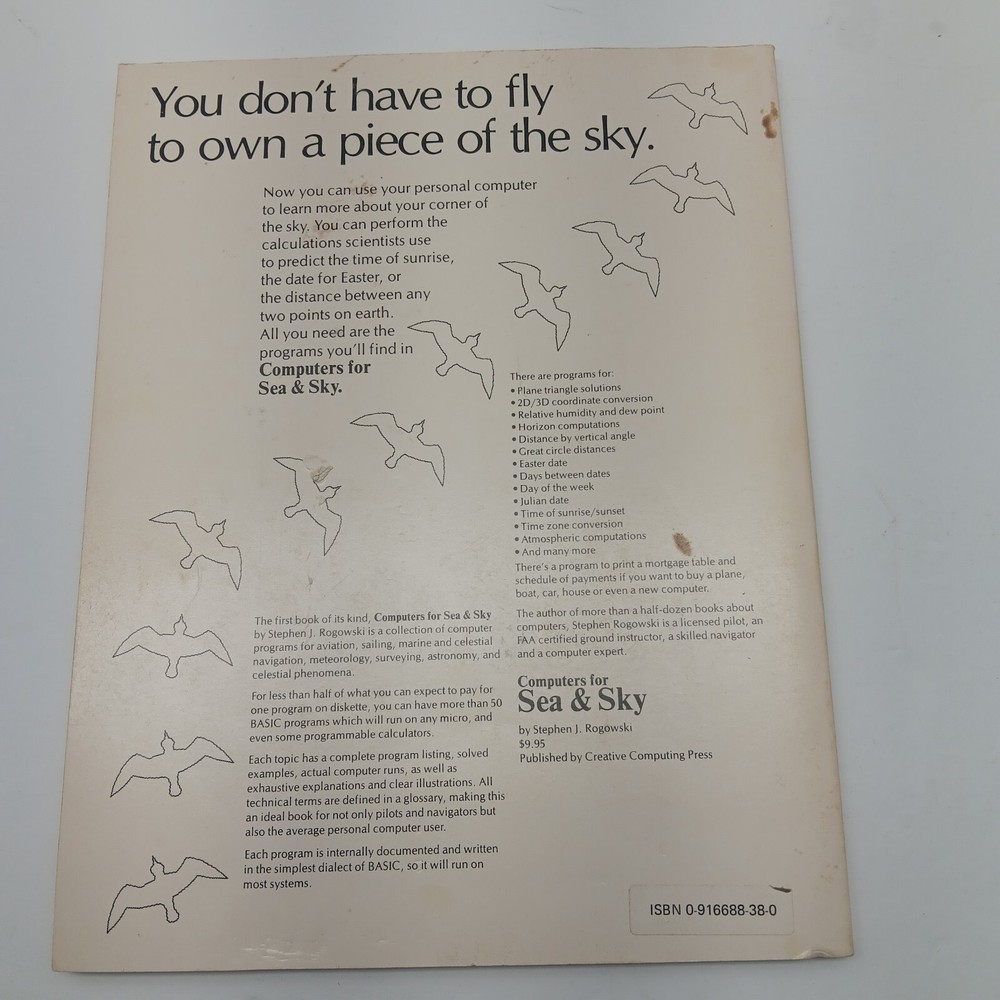 You don't have to fly
to own a piece of the sky.
Now you can use your personal computer
to learn more about your corner of
the sky. You can perform the
calculations scientists use
to predict the time of sunrise,
the date for Easter, or
the distance between any
two points on earth.
All you need are the
programs you'll find in
Computers for
Sea & Sky.
There are programs for:
• Plane triangle solutions
• 2D/3D coordinate conversion
• Relative humidity and dew point
• Horizon computations
• Distance by vertical angle
• Great circle distances
• Easter date
• Days between dates
• Day of the week
• Julian date
• Time of sunrise/sunset
• Time zone conversion
• Atmospheric computations
• And many more
There's a program to print a mortgage table and
schedule of payments if you want to buy a plane,
boat, car, house or even a new computer.
The author of more than a half-dozen books about
computers, Stephen Rogowski is a licensed pilot, an
FAA certified ground instructor, a skilled navigator
and a computer expert.
Computers for
Sea & Sky
by Stephen J. Rogowski
$9.95
Published by Creative Computing Press
The first book of its kind, Computers for Sea & Sky
by Stephen J. Rogowski is a collection of computer
programs for aviation, sailing, marine and celestial
navigation, meteorology, surveying, astronomy, and
celestial phenomena.
For less than half of what you can expect to pay for
one program on diskette, you can have more than 50
BASIC programs which will run on any micro, and
even some programmable calculators.
Each topic has a complete program listing, solved
examples, actual computer runs, as well as
exhaustive explanations and clear illustrations. All
technical terms are defined in a glossary, making this
an ideal book for not only pilots and navigators but
also the average personal computer user.
Each program is internally documented and written
in the simplest dialect of BASIC, so it will run on
most systems.
ISBN 0-916688-38-0